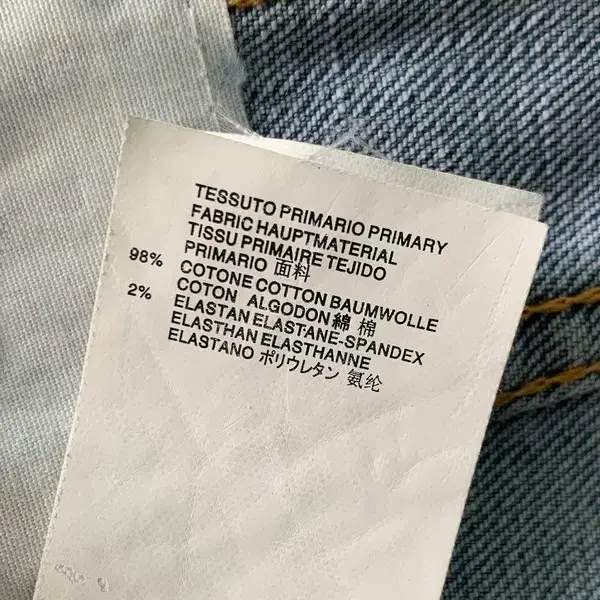 TESSUTO PRIMARIO PRIMARY
FABRIC HAUPTMATERIAL
TISSU PRIMAIRE TEJIDO
PRIMARIO 面料
98% COTONE COTTON BAUMWOLLE
COTON ALGODON 綿 棉
2% ELASTAN ELASTANE-SPANDEX
ELASTHAN ELASTHANNE
ELASTANO ポリウレタン 氨纶